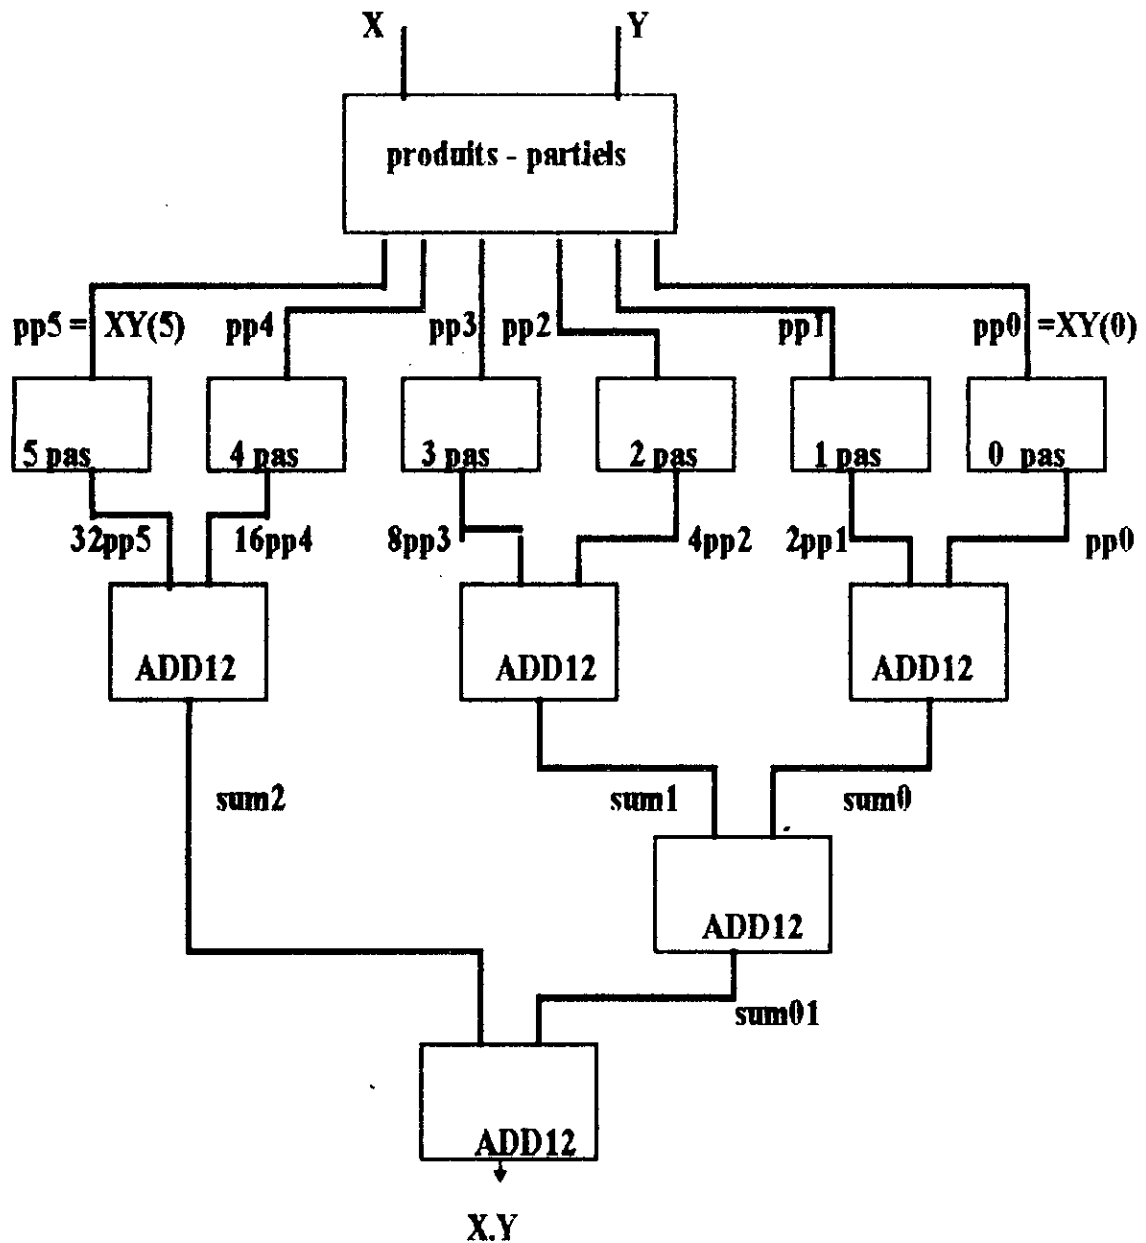 X Y
produits - partiels
pp5 = XY(5) pp4 pp3 pp2 pp1 pp0 =XY(0)
5 pas 4 pas 3 pas 2 pas 1 pas 0 pas
32pp5 16pp4 8pp3 4pp2 2pp1 pp0
ADD12 ADD12 ADD12
sum2 sum1 sum0
ADD12
sum01
ADD12
X.Y